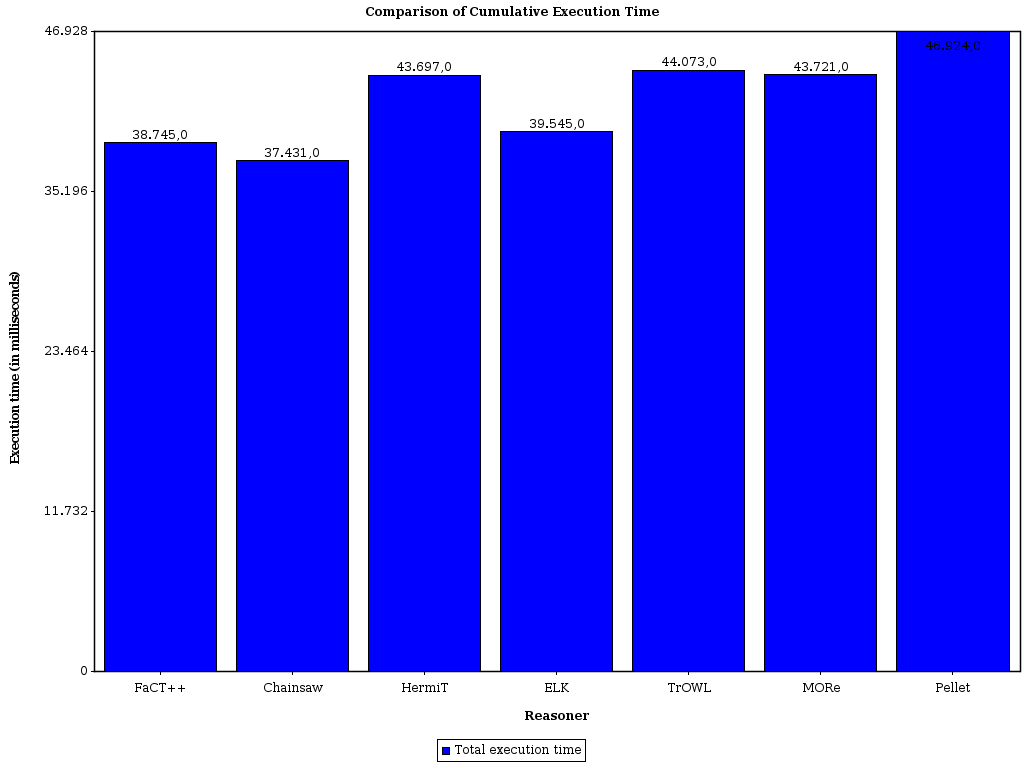 Comparison of Cumulative Execution Time
46.928
35.196
23.464
11.732
0
Execution time (in milliseconds)
38.745,0
37.431,0
43.697,0
39.545,0
44.073,0
43.721,0
46.924,0
FaCT++
Chainsaw
HermiT
ELK
TrOWL
MORe
Pellet
Reasoner
Total execution time